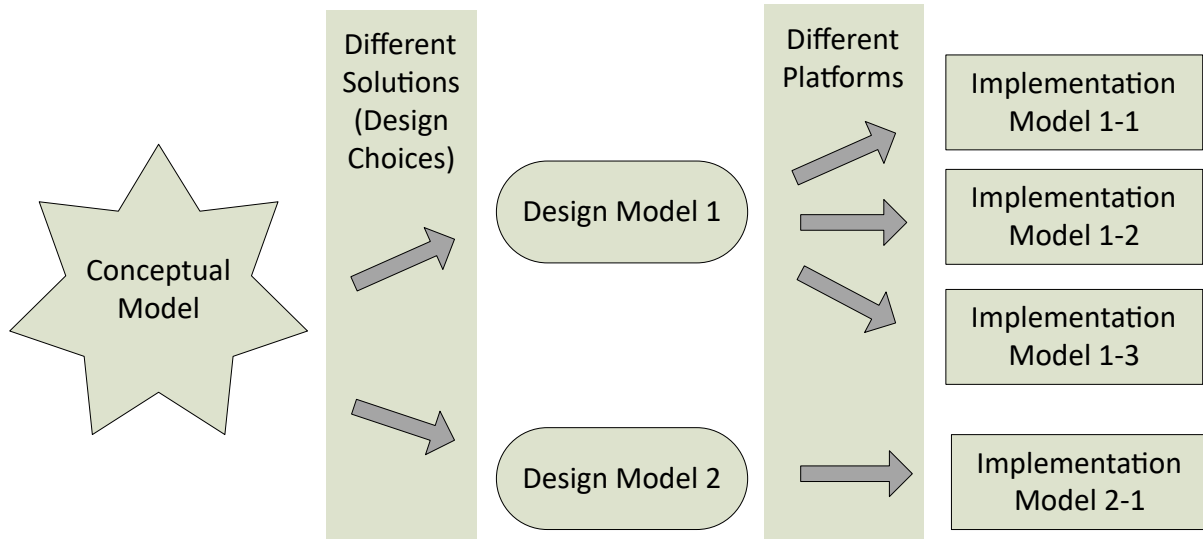 Conceptual
Model
Different
Solutions
(Design
Choices)
Design Model 1
Design Model 2
Different
Platforms
Implementation
Model 1-1
Implementation
Model 1-2
Implementation
Model 1-3
Implementation
Model 2-1